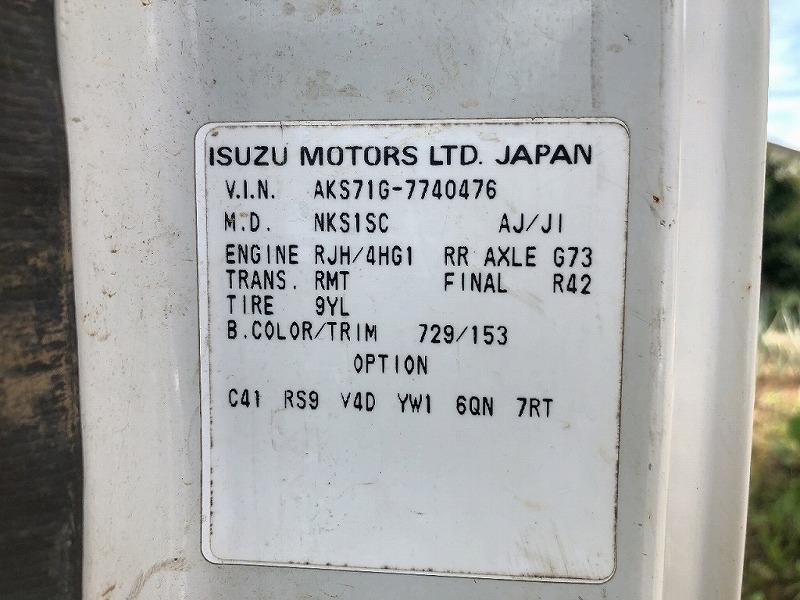 ISUZU MOTORS LTD. JAPAN
V.I.N. AKS71G-7740476
M.D. NKS1SC AJ/JI
ENGINE RJH/4HG1 RR AXLE G73
TRANS. RMT FINAL R42
TIRE 9YL
B.COLOR/TRIM 729/153
OPTION
C41 RS9 V4D YW1 6QN 7RT